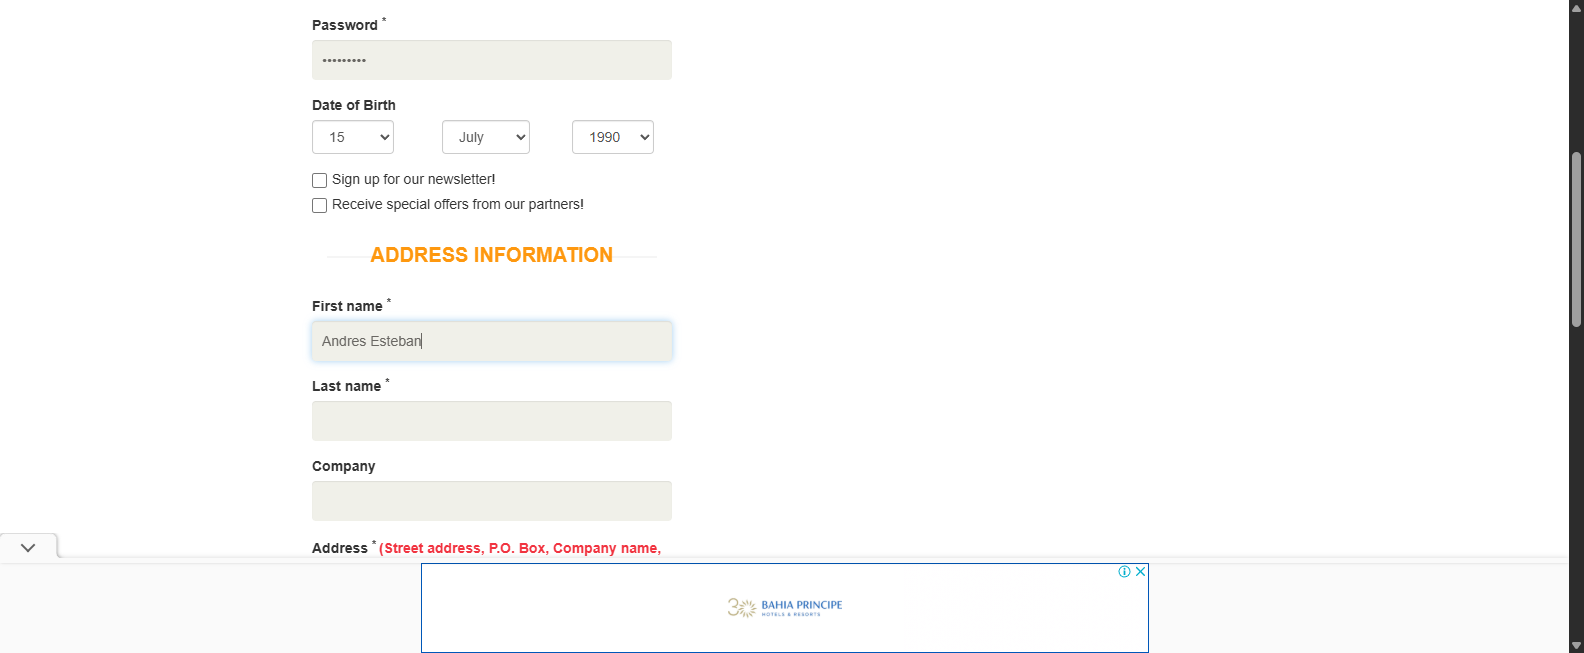 Password *
•••••••••
Date of Birth
15 July 1990
Sign up for our newsletter!
Receive special offers from our partners!
ADDRESS INFORMATION
First name *
Andres Esteban
Last name *
Company
Address * (Street address, P.O. Box, Company name,
30 BAHIA PRINCIPE
HOTELS & RESORTS